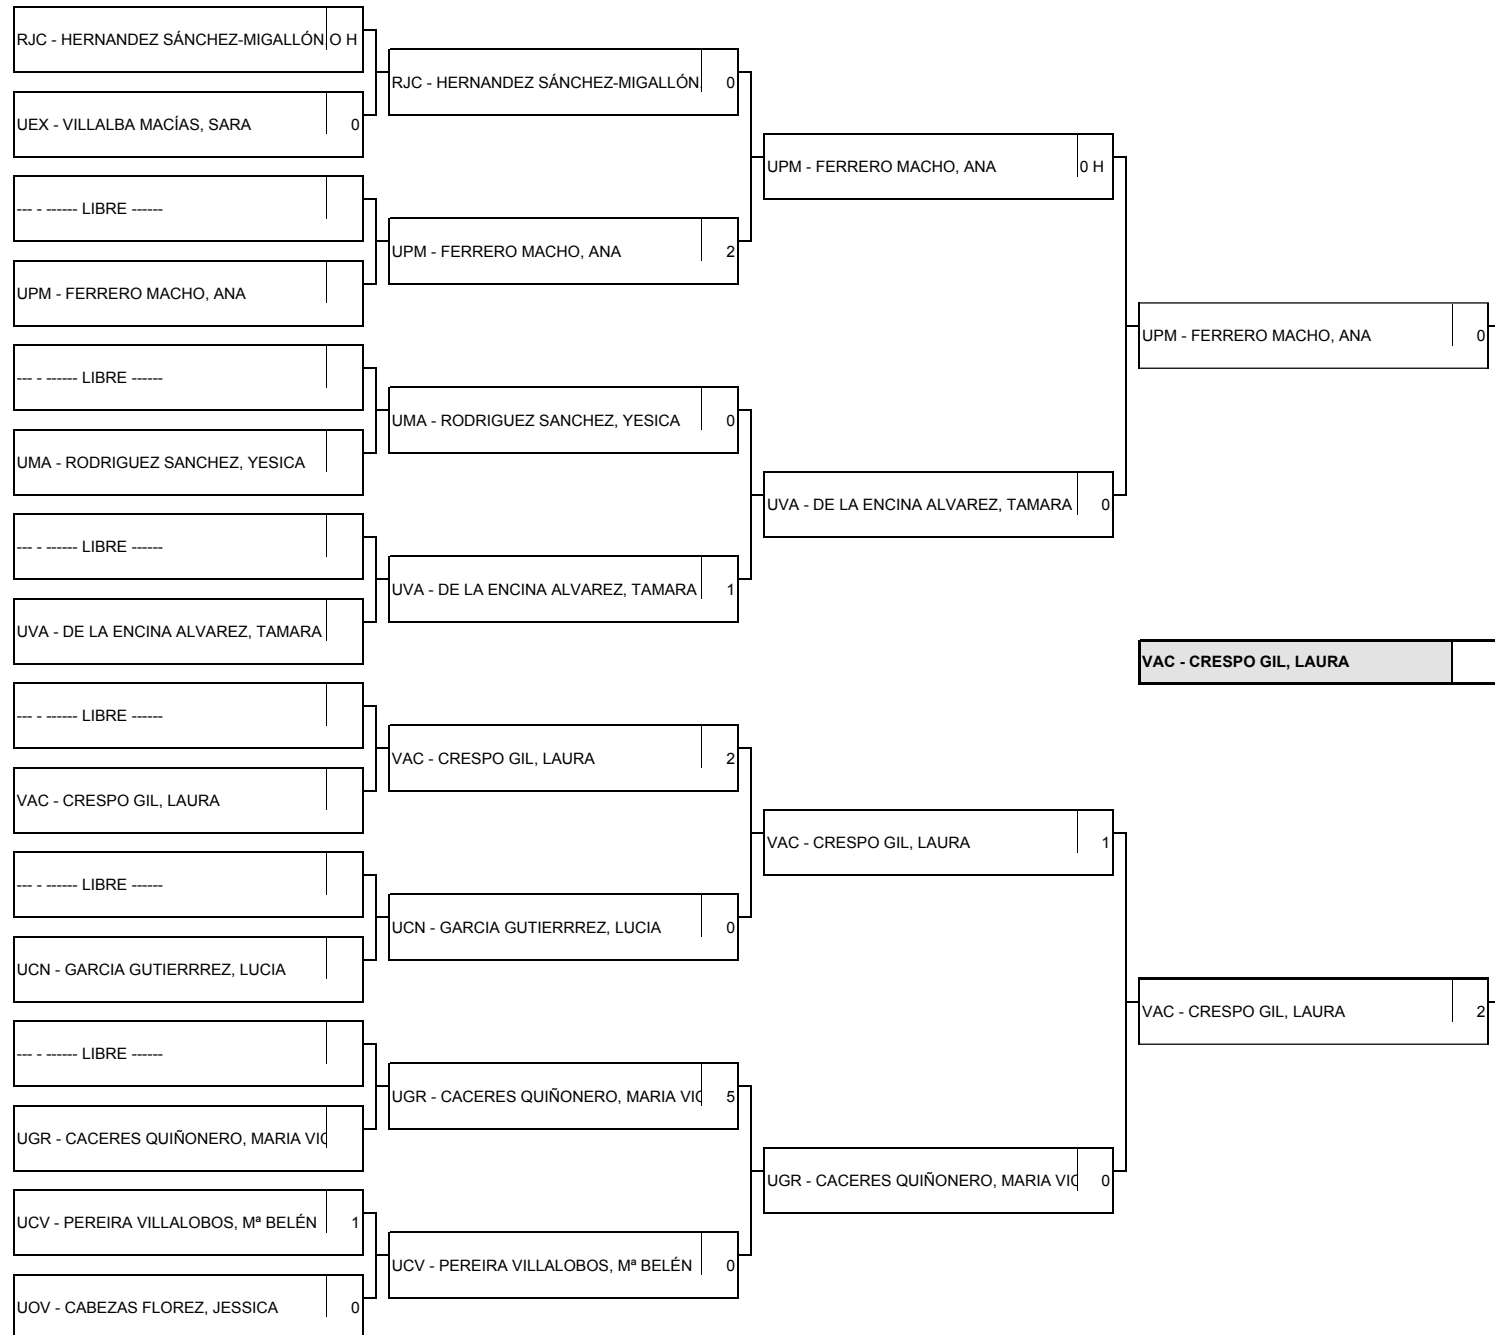 RJC - HERNANDEZ SÁNCHEZ-MIGALLÓN O H
UEX - VILLALBA MACÍAS, SARA 0
--- - ------ LIBRE ------
UPM - FERRERO MACHO, ANA
--- - ------ LIBRE ------
UMA - RODRIGUEZ SANCHEZ, YESICA
--- - ------ LIBRE ------
UVA - DE LA ENCINA ALVAREZ, TAMARA
--- - ------ LIBRE ------
VAC - CRESPO GIL, LAURA
--- - ------ LIBRE ------
UCN - GARCIA GUTIERRREZ, LUCIA
--- - ------ LIBRE ------
UGR - CACERES QUIÑONERO, MARIA VIC
UCV - PEREIRA VILLALOBOS, Mª BELÉN 1
UOV - CABEZAS FLOREZ, JESSICA 0
RJC - HERNANDEZ SÁNCHEZ-MIGALLÓN 0
UPM - FERRERO MACHO, ANA 2
UMA - RODRIGUEZ SANCHEZ, YESICA 0
UVA - DE LA ENCINA ALVAREZ, TAMARA 1
VAC - CRESPO GIL, LAURA 2
UCN - GARCIA GUTIERRREZ, LUCIA 0
UGR - CACERES QUIÑONERO, MARIA VIC 5
UCV - PEREIRA VILLALOBOS, Mª BELÉN 0
UPM - FERRERO MACHO, ANA 0 H
UVA - DE LA ENCINA ALVAREZ, TAMARA 0
VAC - CRESPO GIL, LAURA 1
UGR - CACERES QUIÑONERO, MARIA VIC 0
UPM - FERRERO MACHO, ANA 0
VAC - CRESPO GIL, LAURA
VAC - CRESPO GIL, LAURA 2